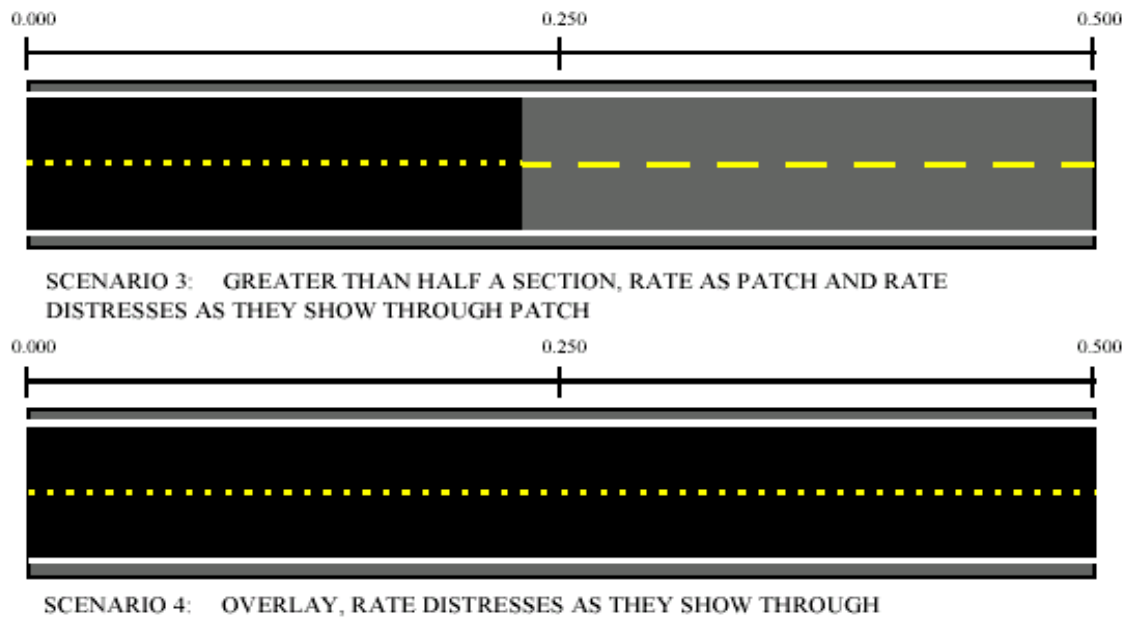 0.000 0.250 0.500
SCENARIO 3: GREATER THAN HALF A SECTION, RATE AS PATCH AND RATE
DISTRESSES AS THEY SHOW THROUGH PATCH
0.000 0.250 0.500
SCENARIO 4: OVERLAY, RATE DISTRESSES AS THEY SHOW THROUGH